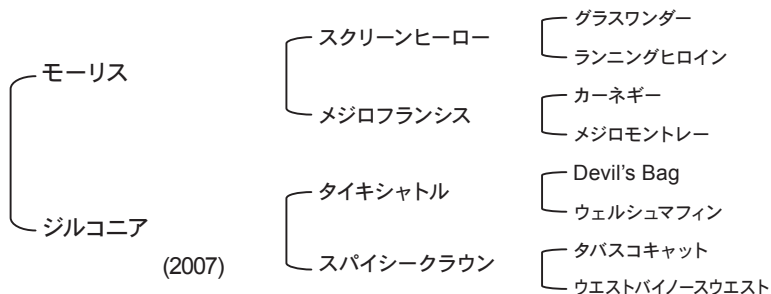 モーリス
スクリーンヒーロー
グラスワンダー
ランニングヒロイン
メジロフランシス
カーネギー
メジロモントレー
ジルコニア
(2007)
タイキシャトル
Devil's Bag
ウェルシュマフィン
スパイシークラウン
タバスコキャット
ウエストバイノースウエスト